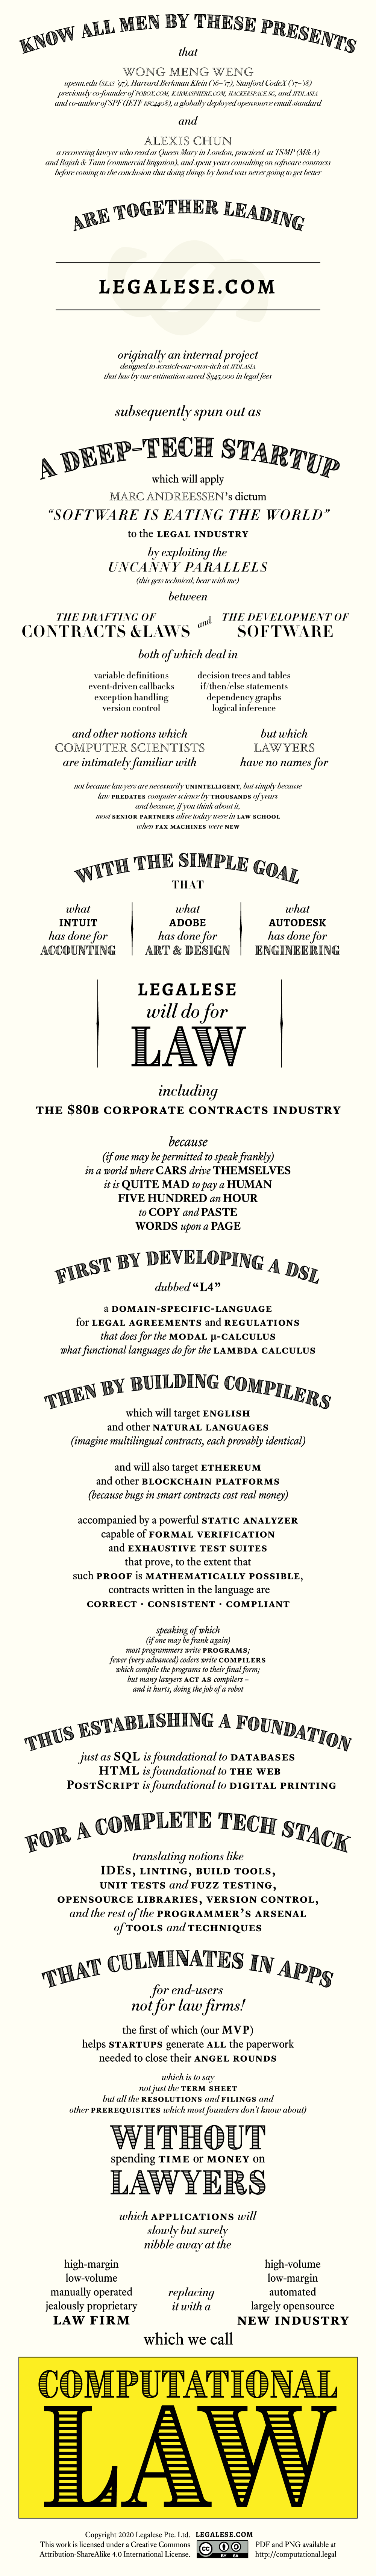 KNOW ALL MEN BY THESE PRESENTS
that
WONG MENG WENG
upenn.edu (SEAS '97), Harvard Berkman Klein ('16–'17), Stanford CodeX ('17–'18)
previously co-founder of POBOX.COM, KARMASPHERE.COM, HACKERSPACE.SG, and JFDI.ASIA
and co-author of SPF (IETF RFC4408), a globally deployed opensource email standard
and
ALEXIS CHUN
a recovering lawyer who read at Queen Mary in London, practiced at TSMP (M&A)
and Rajah & Tann (commercial litigation), and spent years consulting on software contracts
before coming to the conclusion that doing things by hand was never going to get better
ARE TOGETHER LEADING
§
LEGALESE.COM
originally an internal project
designed to scratch-our-own-itch at JFDI.ASIA
that has by our estimation saved $345,000 in legal fees
subsequently spun out as
A DEEP-TECH STARTUP
which will apply
MARC ANDREESSEN's dictum
“SOFTWARE IS EATING THE WORLD”
to the LEGAL INDUSTRY
by exploiting the
UNCANNY PARALLELS
(this gets technical; bear with me)
between
THE DRAFTING OF CONTRACTS & LAWS and THE DEVELOPMENT OF SOFTWARE
both of which deal in
variable definitions
event-driven callbacks
exception handling
version control
decision trees and tables
if/then/else statements
dependency graphs
logical inference
and other notions which
COMPUTER SCIENTISTS
are intimately familiar with
but which
LAWYERS
have no names for
not because lawyers are necessarily UNINTELLIGENT, but simply because
law PREDATES computer science by THOUSANDS of years
and because, if you think about it,
most SENIOR PARTNERS alive today were in LAW SCHOOL
when FAX MACHINES were NEW
WITH THE SIMPLE GOAL
THAT
what
INTUIT
has done for
ACCOUNTING
what
ADOBE
has done for
ART & DESIGN
what
AUTODESK
has done for
ENGINEERING
LEGALESE
will do for
LAW
including
THE $80B CORPORATE CONTRACTS INDUSTRY
because
(if one may be permitted to speak frankly)
in a world where CARS drive THEMSELVES
it is QUITE MAD to pay a HUMAN
FIVE HUNDRED an HOUR
to COPY and PASTE
WORDS upon a PAGE
FIRST BY DEVELOPING A DSL
dubbed “L4”
a DOMAIN-SPECIFIC-LANGUAGE
for LEGAL AGREEMENTS and REGULATIONS
that does for the MODAL μ-CALCULUS
what functional languages do for the LAMBDA CALCULUS
THEN BY BUILDING COMPILERS
which will target ENGLISH
and other NATURAL LANGUAGES
(imagine multilingual contracts, each provably identical)
and will also target ETHEREUM
and other BLOCKCHAIN PLATFORMS
(because bugs in smart contracts cost real money)
accompanied by a powerful STATIC ANALYZER
capable of FORMAL VERIFICATION
and EXHAUSTIVE TEST SUITES
that prove, to the extent that
such PROOF is MATHEMATICALLY POSSIBLE,
contracts written in the language are
CORRECT · CONSISTENT · COMPLIANT
speaking of which
(if one may be frank again)
most programmers write PROGRAMS;
fewer (very advanced) coders write COMPILERS
which compile the programs to their final form;
but many lawyers ACT AS compilers –
and it hurts, doing the job of a robot
THUS ESTABLISHING A FOUNDATION
just as SQL is foundational to DATABASES
HTML is foundational to THE WEB
POSTSCRIPT is foundational to DIGITAL PRINTING
FOR A COMPLETE TECH STACK
translating notions like
IDEs, LINTING, BUILD TOOLS,
UNIT TESTS and FUZZ TESTING,
OPENSOURCE LIBRARIES, VERSION CONTROL,
and the rest of the PROGRAMMER'S ARSENAL
of TOOLS and TECHNIQUES
THAT CULMINATES IN APPS
for end-users
not for law firms!
the first of which (our MVP)
helps STARTUPS generate ALL the paperwork
needed to close their ANGEL ROUNDS
which is to say
not just the TERM SHEET
but all the RESOLUTIONS and FILINGS and
other PREREQUISITES which most founders don't know about)
WITHOUT
spending TIME or MONEY on
LAWYERS
which APPLICATIONS will
slowly but surely
nibble away at the
high-margin
low-volume
manually operated
jealously proprietary
LAW FIRM
replacing
it with a
high-volume
low-margin
automated
largely opensource
NEW INDUSTRY
which we call
COMPUTATIONAL
LAW
Copyright 2020 Legalese Pte. Ltd. LEGALESE.COM
This work is licensed under a Creative Commons
Attribution-ShareAlike 4.0 International License.
cc BY SA
PDF and PNG available at
http://computational.legal